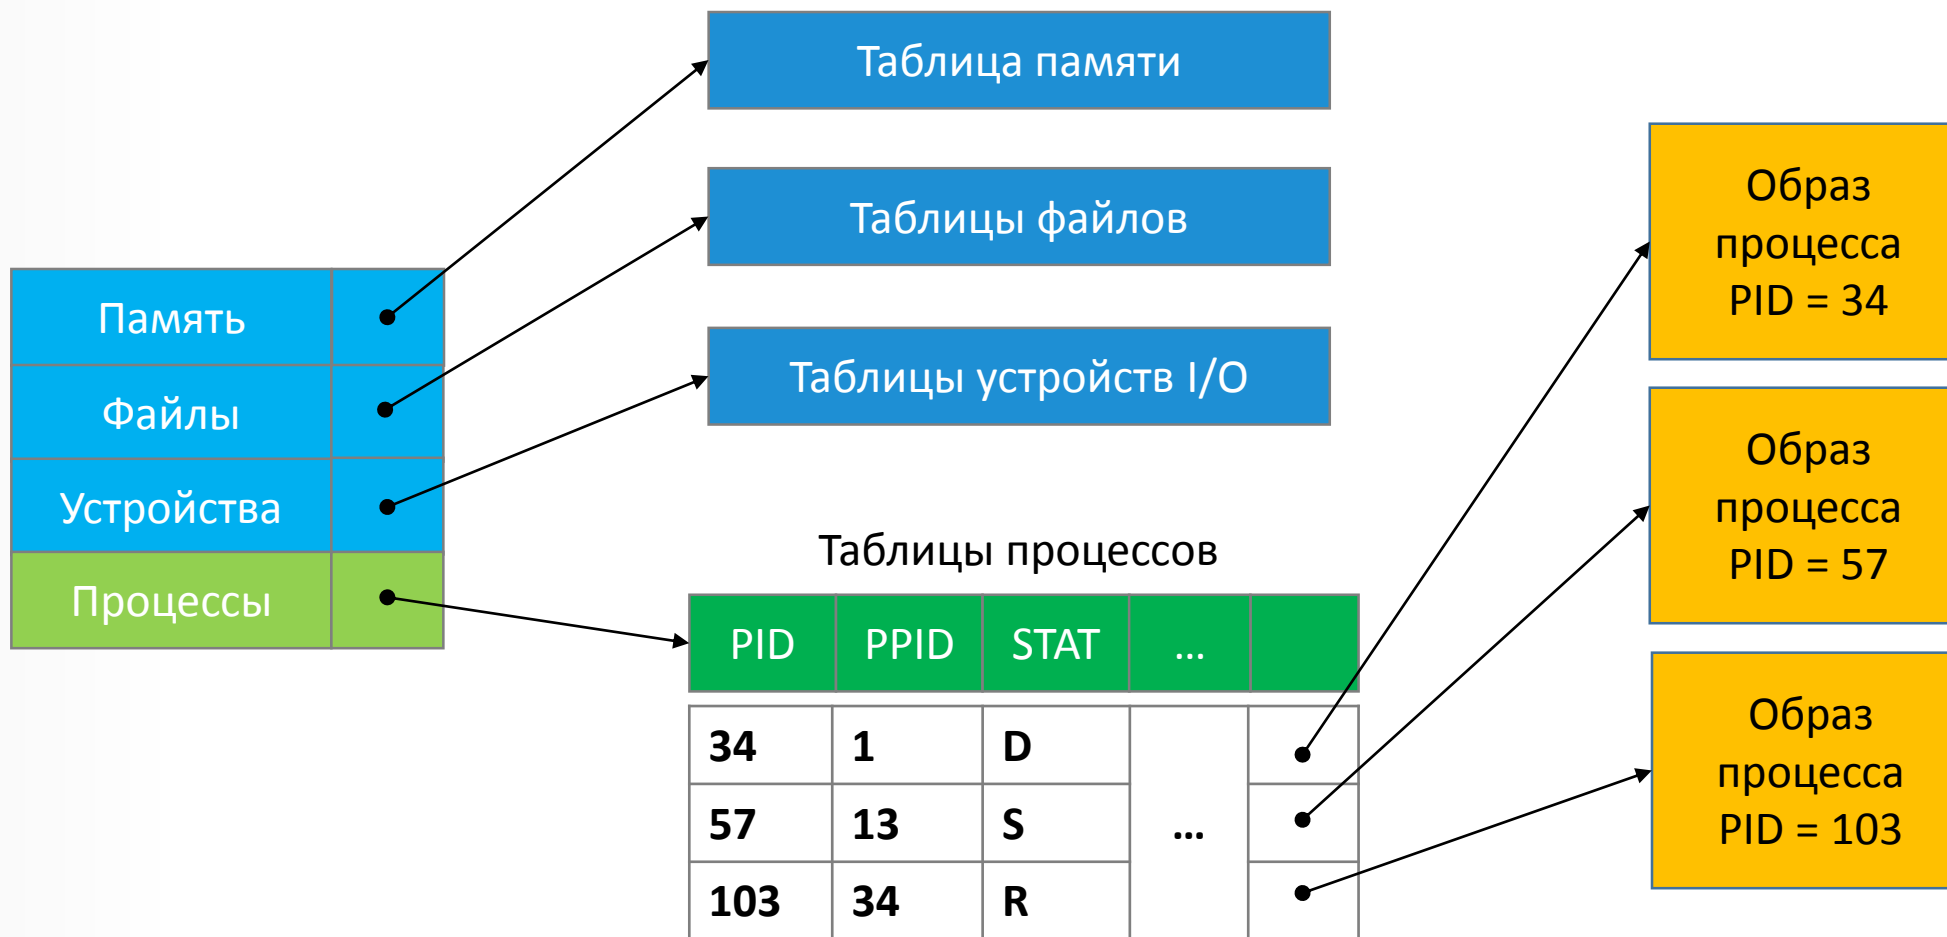 Таблица памяти
Таблицы файлов
Таблицы устройств I/O
Память
Файлы
Устройства
Процессы
Таблицы процессов
PID PPID STAT ...
34 1 D
57 13 S ...
103 34 R
Образ
процесса
PID = 34
Образ
процесса
PID = 57
Образ
процесса
PID = 103